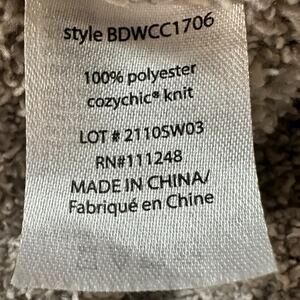 style BDWCC1706
100% polyester
cozychic® knit
LOT # 2110SW03
RN#111248
MADE IN CHINA/
Fabriqué en Chine